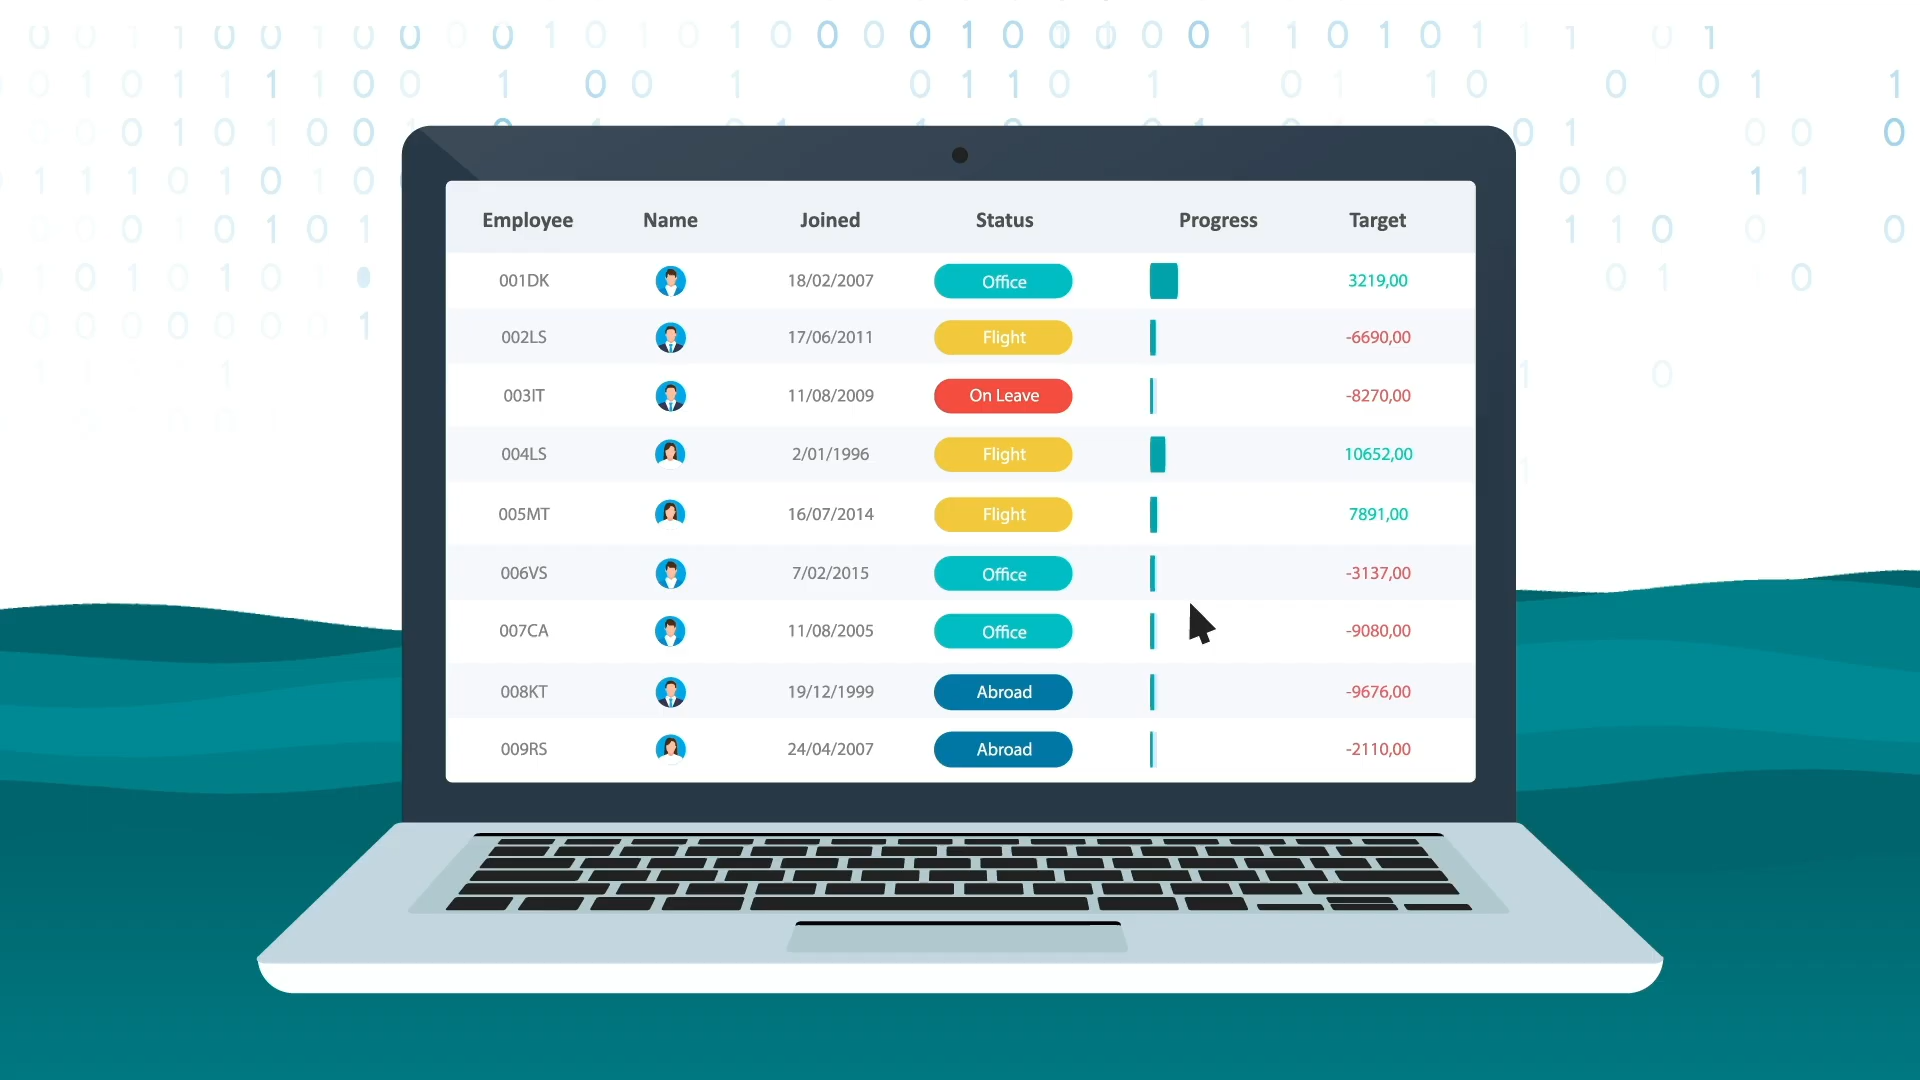 Employee Name Joined Status Progress Target
001DK 18/02/2007 Office 3219,00
002LS 17/06/2011 Flight -6690,00
003IT 11/08/2009 On Leave -8270,00
004LS 2/01/1996 Flight 10652,00
005MT 16/07/2014 Flight 7891,00
006VS 7/02/2015 Office -3137,00
007CA 11/08/2005 Office -9080,00
008KT 19/12/1999 Abroad -9676,00
009RS 24/04/2007 Abroad -2110,00